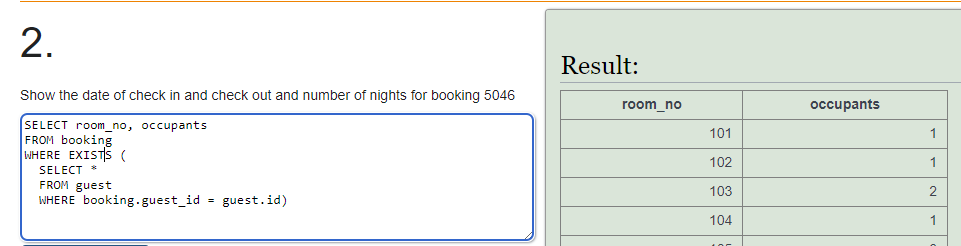 2.
Show the date of check in and check out and number of nights for booking 5046
SELECT room_no, occupants
FROM booking
WHERE EXISTS (
SELECT *
FROM guest
WHERE booking.guest_id = guest.id)
Result:
room_no occupants
101 1
102 1
103 2
104 1